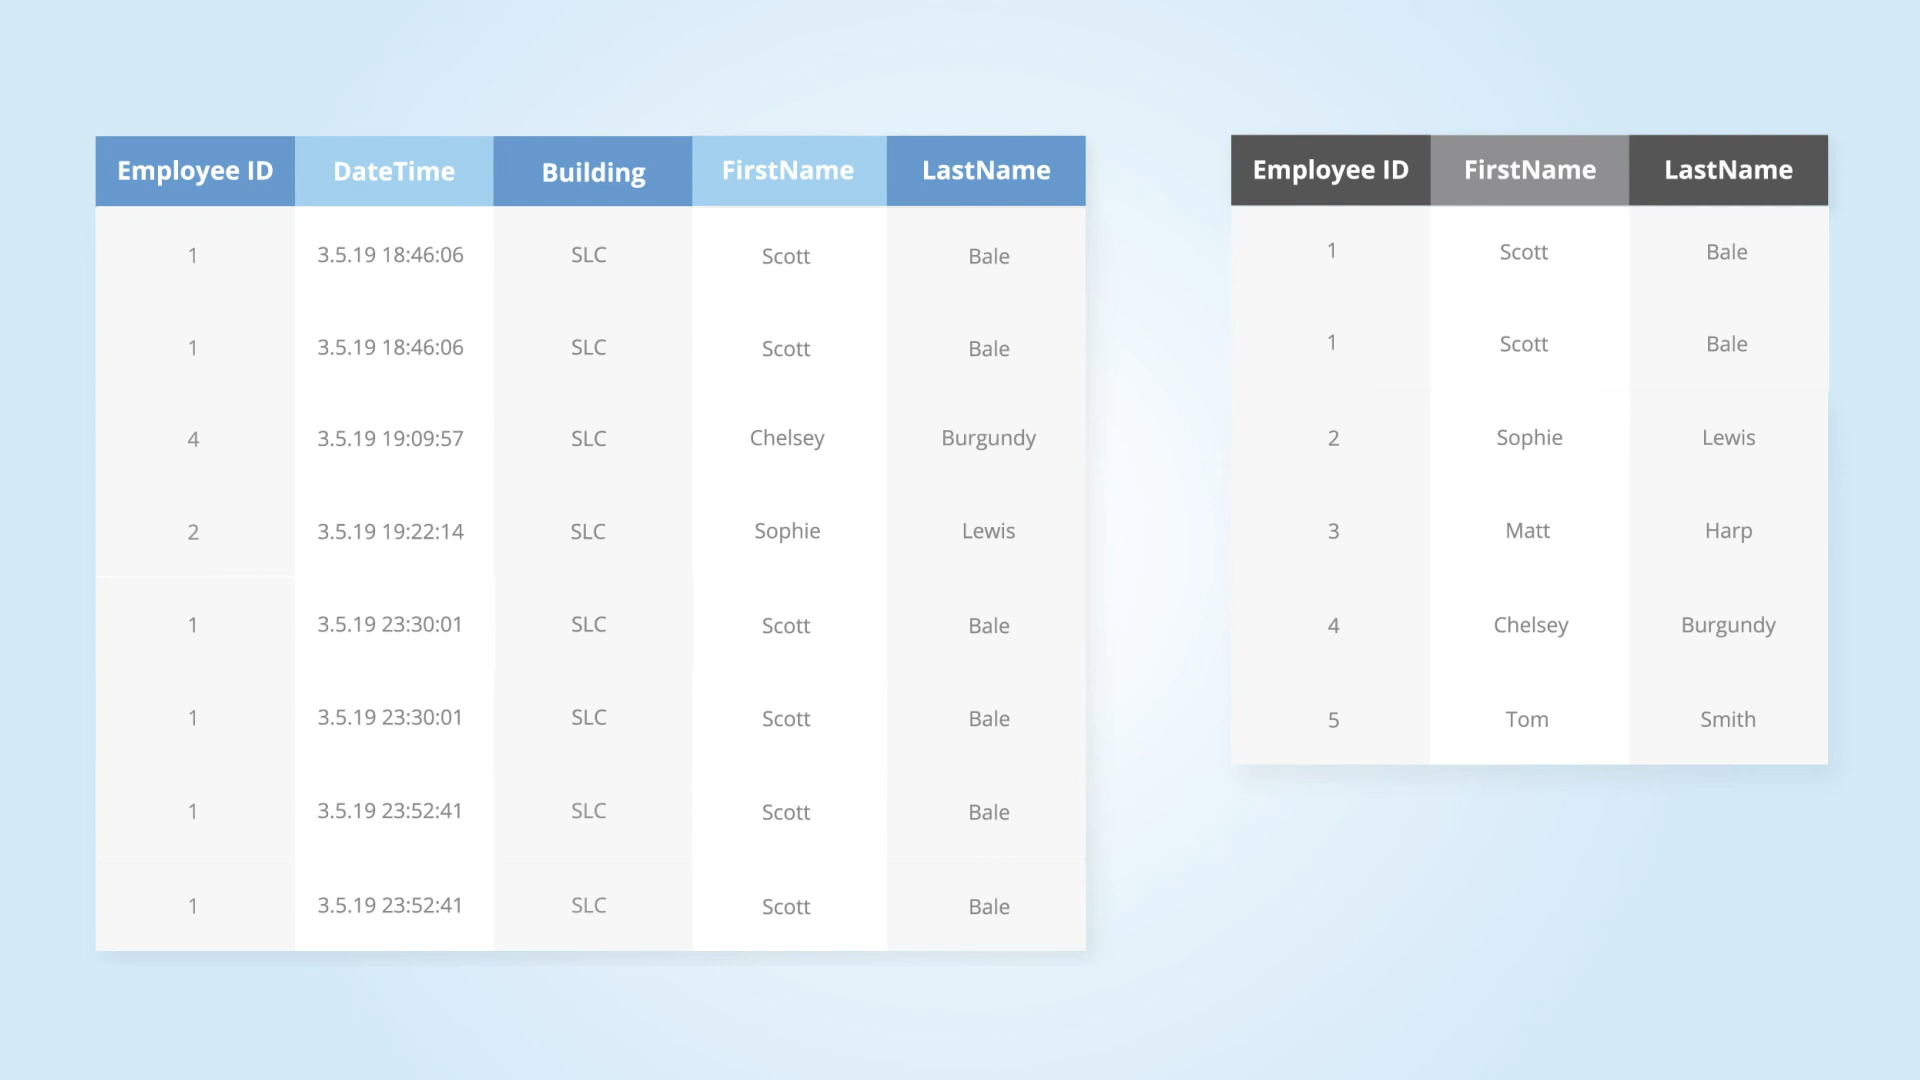 Employee ID DateTime Building FirstName LastName
1 3.5.19 18:46:06 SLC Scott Bale
1 3.5.19 18:46:06 SLC Scott Bale
4 3.5.19 19:09:57 SLC Chelsey Burgundy
2 3.5.19 19:22:14 SLC Sophie Lewis
1 3.5.19 23:30:01 SLC Scott Bale
1 3.5.19 23:30:01 SLC Scott Bale
1 3.5.19 23:52:41 SLC Scott Bale
1 3.5.19 23:52:41 SLC Scott Bale
Employee ID FirstName LastName
1 Scott Bale
1 Scott Bale
2 Sophie Lewis
3 Matt Harp
4 Chelsey Burgundy
5 Tom Smith